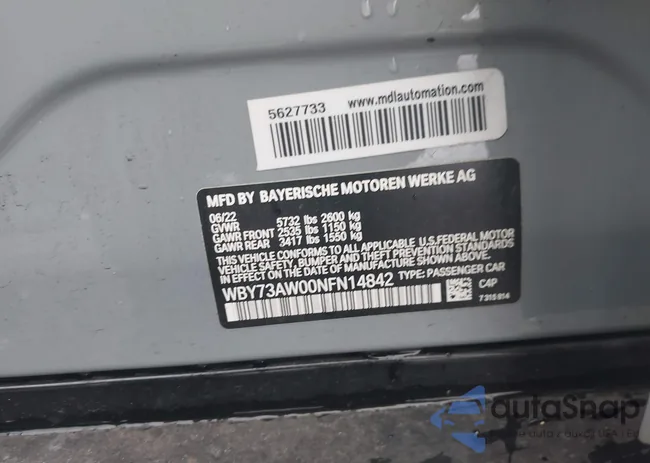 5627733 www.mdlautomation.com
MFD BY BAYERISCHE MOTOREN WERKE AG
06/22
GVWR 5732 lbs 2600 kg
GAWR FRONT 2535 lbs 1150 kg
GAWR REAR 3417 lbs 1550 kg
THIS VEHICLE CONFORMS TO ALL APPLICABLE U.S.FEDERAL MOTOR
VEHICLE SAFETY, BUMPER AND THEFT PREVENTION STANDARDS
IN EFFECT ON THE DATE OF MANUFACTURE SHOWN ABOVE.
WBY73AW00NFN14842 TYPE: PASSENGER CAR
C4P
7315814
autoSnap